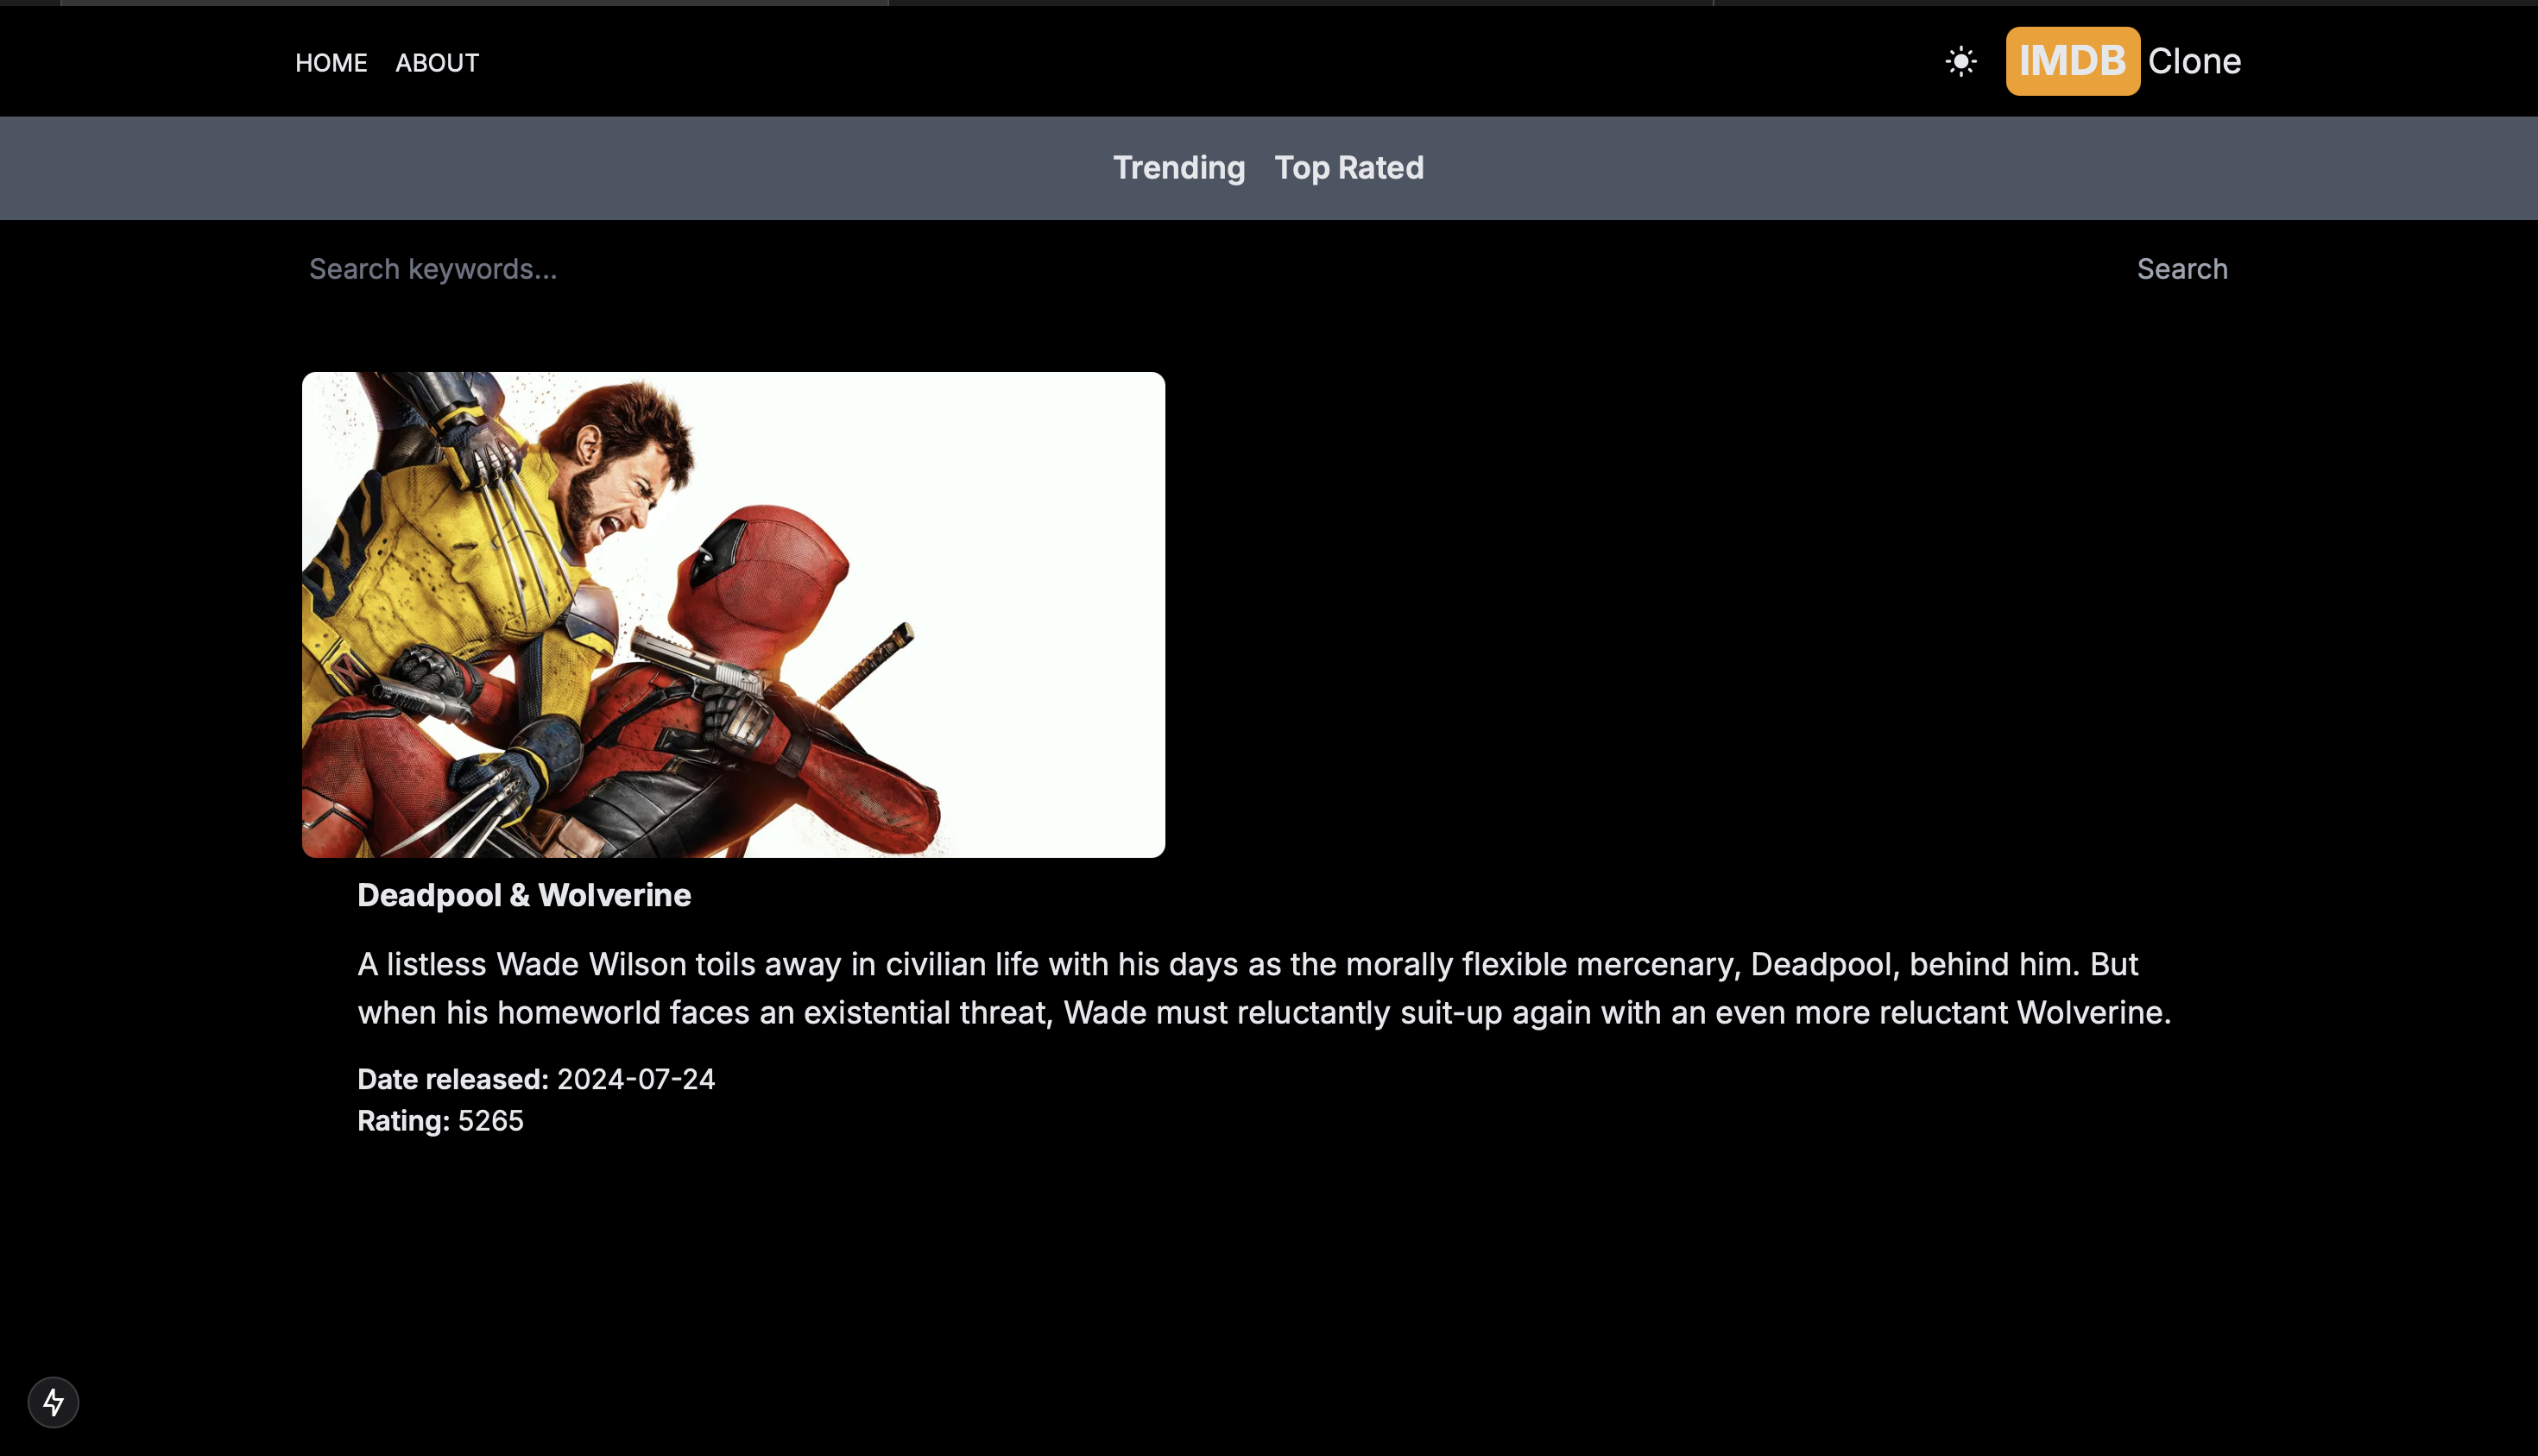 HOME ABOUT IMDB Clone
Trending Top Rated
Search keywords... Search
Deadpool & Wolverine
A listless Wade Wilson toils away in civilian life with his days as the morally flexible mercenary, Deadpool, behind him. But
when his homeworld faces an existential threat, Wade must reluctantly suit-up again with an even more reluctant Wolverine.
Date released: 2024-07-24
Rating: 5265